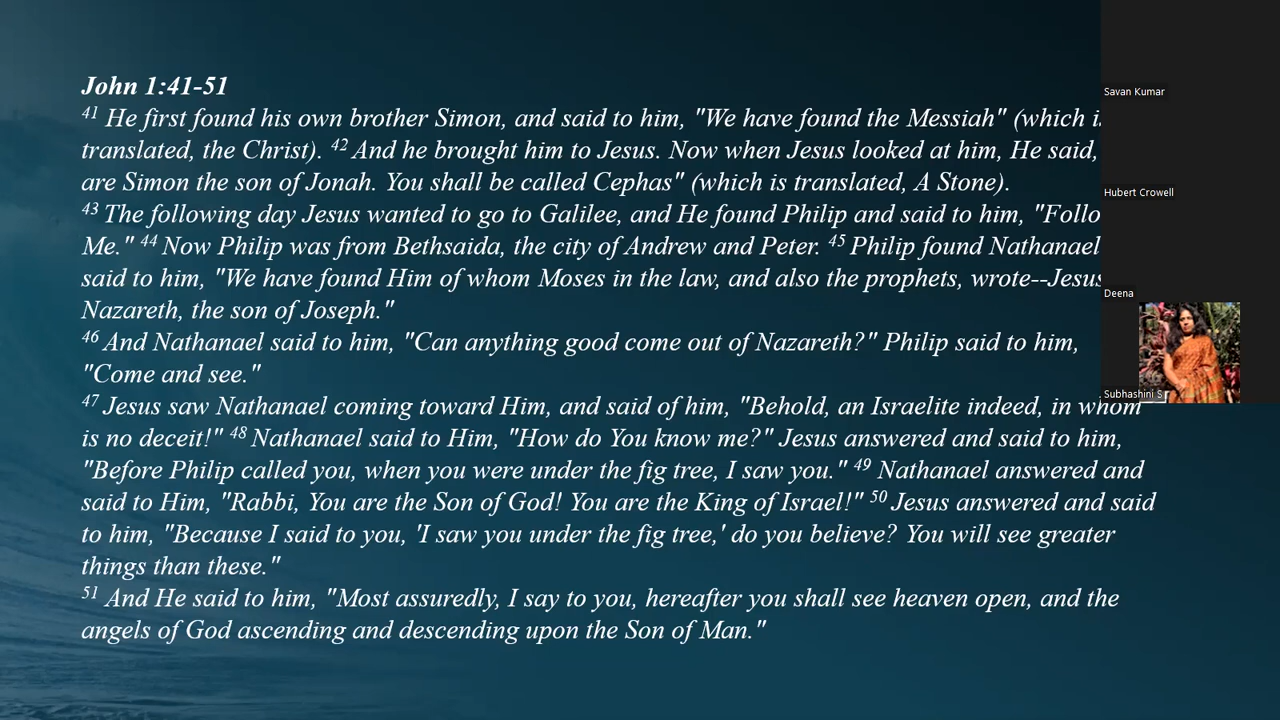 John 1:41-51
41 He first found his own brother Simon, and said to him, "We have found the Messiah" (which
translated, the Christ). 42 And he brought him to Jesus. Now when Jesus looked at him, He said,
are Simon the son of Jonah. You shall be called Cephas" (which is translated, A Stone).
43 The following day Jesus wanted to go to Galilee, and He found Philip and said to him, "Follo
Me." 44 Now Philip was from Bethsaida, the city of Andrew and Peter. 45 Philip found Nathanael
said to him, "We have found Him of whom Moses in the law, and also the prophets, wrote--Jesus
Nazareth, the son of Joseph."
46 And Nathanael said to him, "Can anything good come out of Nazareth?" Philip said to him,
"Come and see."
47 Jesus saw Nathanael coming toward Him, and said of him, "Behold, an Israelite indeed, in whom
is no deceit!" 48 Nathanael said to Him, "How do You know me?" Jesus answered and said to him,
"Before Philip called you, when you were under the fig tree, I saw you." 49 Nathanael answered and
said to Him, "Rabbi, You are the Son of God! You are the King of Israel!" 50 Jesus answered and said
to him, "Because I said to you, 'I saw you under the fig tree,' do you believe? You will see greater
things than these."
51 And He said to him, "Most assuredly, I say to you, hereafter you shall see heaven open, and the
angels of God ascending and descending upon the Son of Man."
Savan Kumar
Hubert Crowell
Deena
Subhashini S